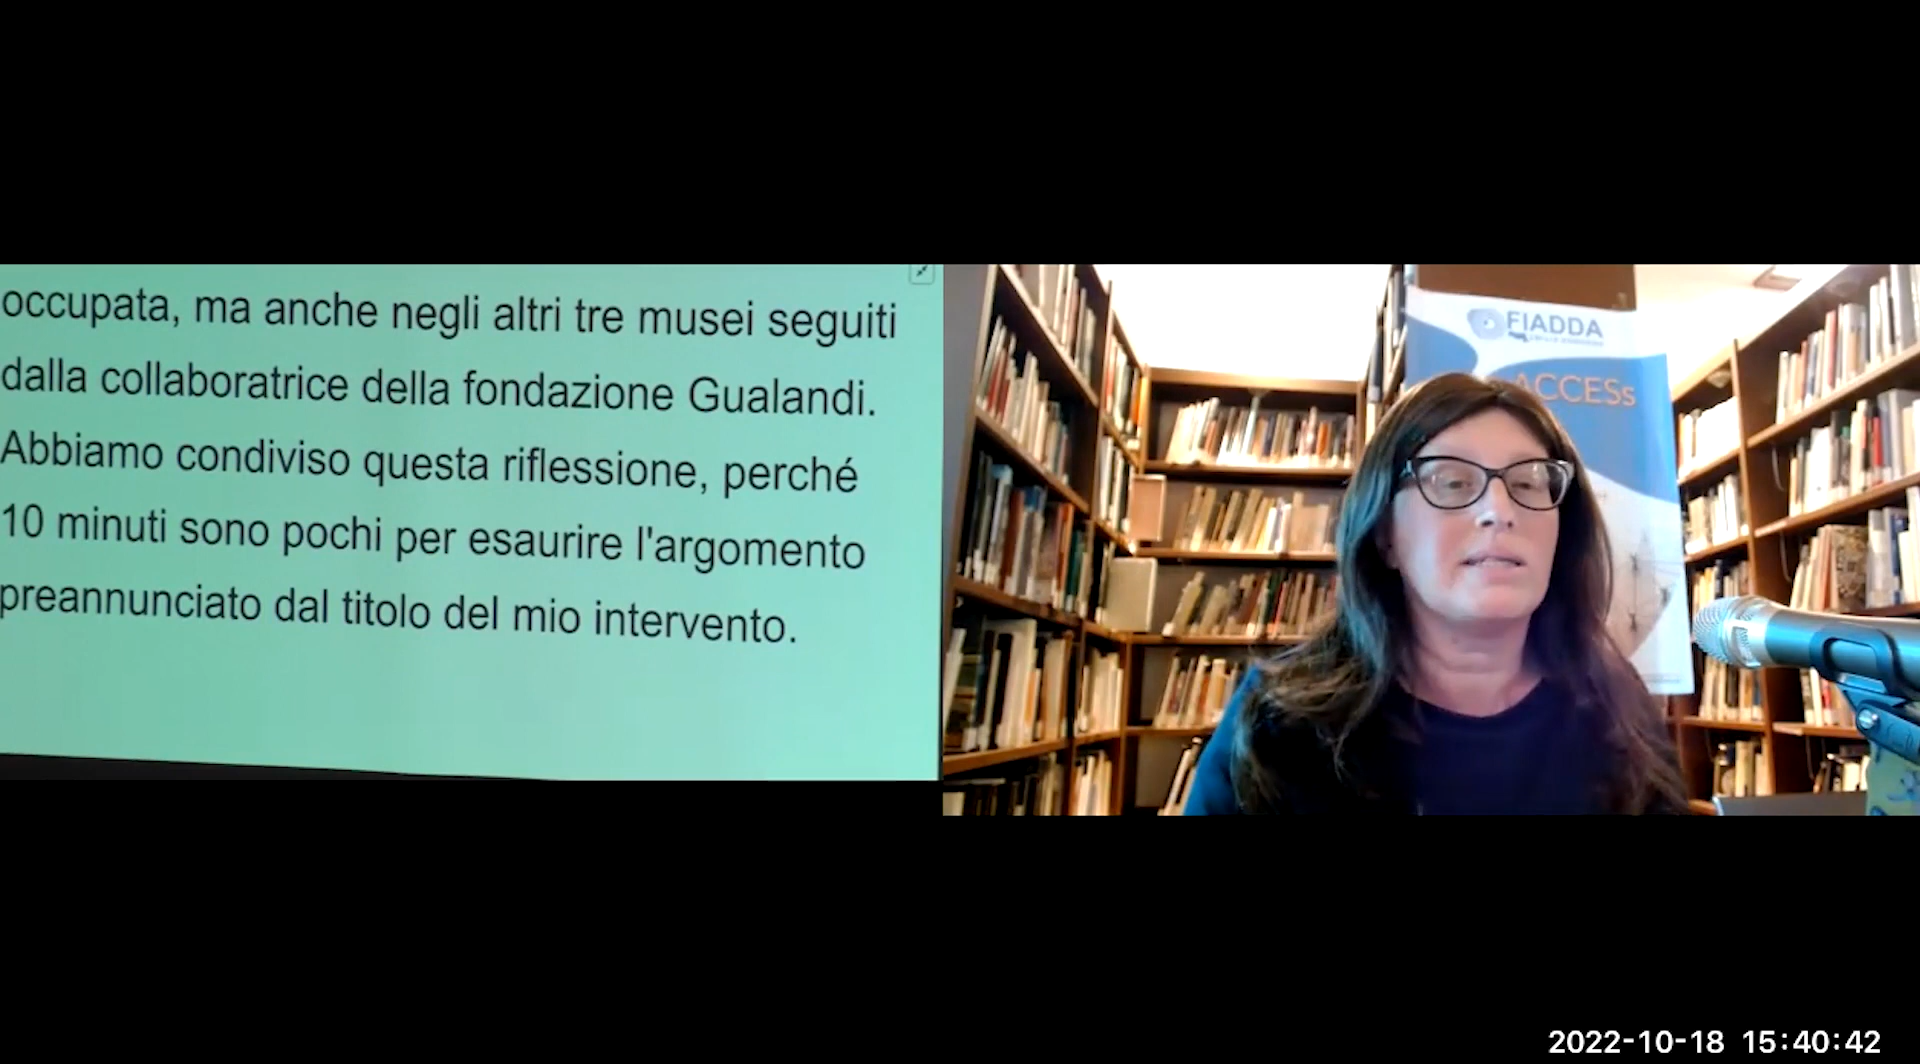 occupata, ma anche negli altri tre musei seguiti
dalla collaboratrice della fondazione Gualandi.
Abbiamo condiviso questa riflessione, perché
10 minuti sono pochi per esaurire l'argomento
preannunciato dal titolo del mio intervento.
FIADDA
ACCESs
2022-10-18 15:40:42